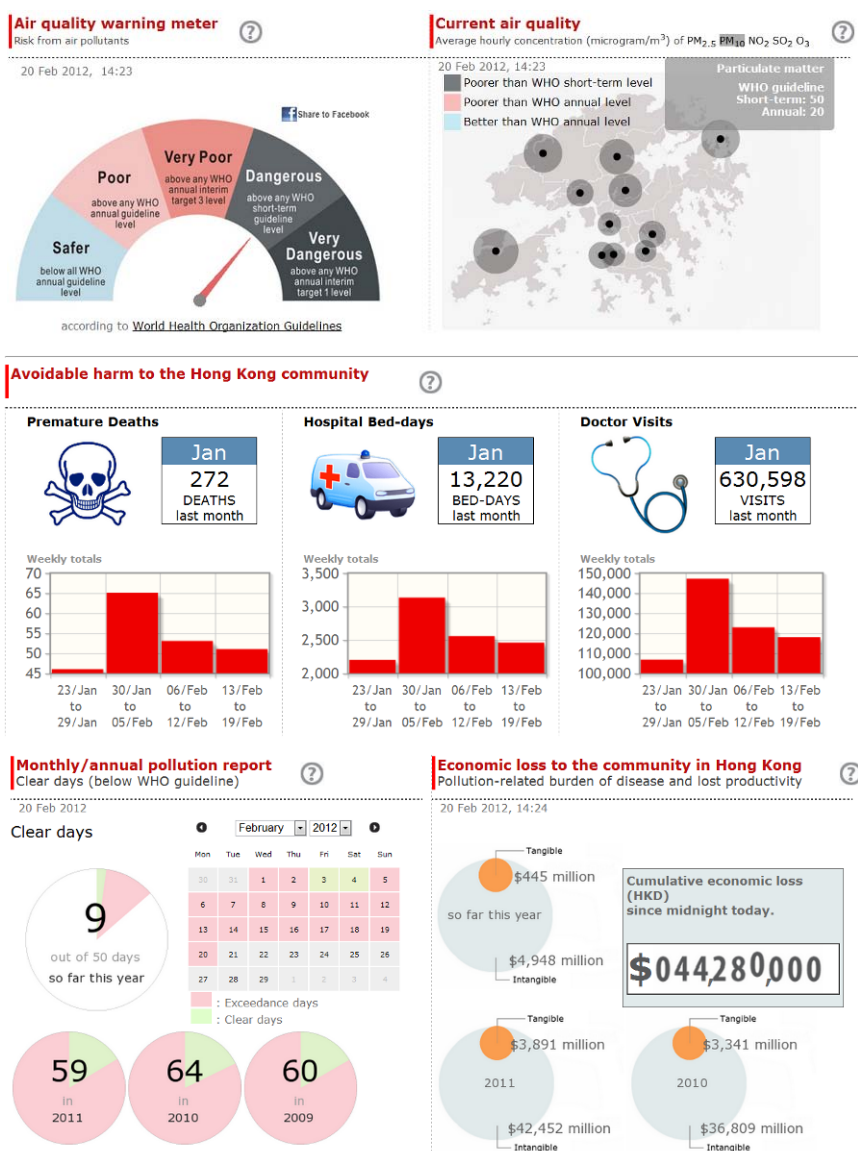 Air quality warning meter
Risk from air pollutants
?
20 Feb 2012, 14:23
f Share to Facebook
Safer
below all WHO
annual guideline
level
Poor
above any WHO
annual guideline
level
Very Poor
above any WHO
annual interim
target 3 level
Dangerous
above any WHO
short-term
guideline
level
Very
Dangerous
above any WHO
annual interim
target 1 level
according to World Health Organization Guidelines
Current air quality
Average hourly concentration (microgram/m³) of PM2.5 PM10 NO2 SO2 O3
?
20 Feb 2012, 14:23
Poorer than WHO short-term level
Poorer than WHO annual level
Better than WHO annual level
Particulate matter
WHO guideline
Short-term: 50
Annual: 20
Avoidable harm to the Hong Kong community
?
Premature Deaths
Jan
272
DEATHS
last month
Weekly totals
70
65
60
55
50
45
23/Jan 30/Jan 06/Feb 13/Feb
to to to to
29/Jan 05/Feb 12/Feb 19/Feb
Hospital Bed-days
Jan
13,220
BED-DAYS
last month
Weekly totals
3,500
3,000
2,500
2,000
23/Jan 30/Jan 06/Feb 13/Feb
to to to to
29/Jan 05/Feb 12/Feb 19/Feb
Doctor Visits
Jan
630,598
VISITS
last month
Weekly totals
150,000
140,000
130,000
120,000
110,000
100,000
23/Jan 30/Jan 06/Feb 13/Feb
to to to to
29/Jan 05/Feb 12/Feb 19/Feb
Monthly/annual pollution report
Clear days (below WHO guideline)
?
20 Feb 2012
Clear days
9
out of 50 days
so far this year
February 2012
Mon Tue Wed Thu Fri Sat Sun
30 31 1 2 3 4 5
6 7 8 9 10 11 12
13 14 15 16 17 18 19
20 21 22 23 24 25 26
27 28 29 1 2 3 4
: Exceedance days
: Clear days
59
in
2011
64
in
2010
60
in
2009
Economic loss to the community in Hong Kong
Pollution-related burden of disease and lost productivity
?
20 Feb 2012, 14:24
Tangible
$445 million
so far this year
$4,948 million
Intangible
Cumulative economic loss
(HKD)
since midnight today.
$044,280,000
Tangible
$3,891 million
2011
$42,452 million
Intangible
Tangible
$3,341 million
2010
$36,809 million
Intangible